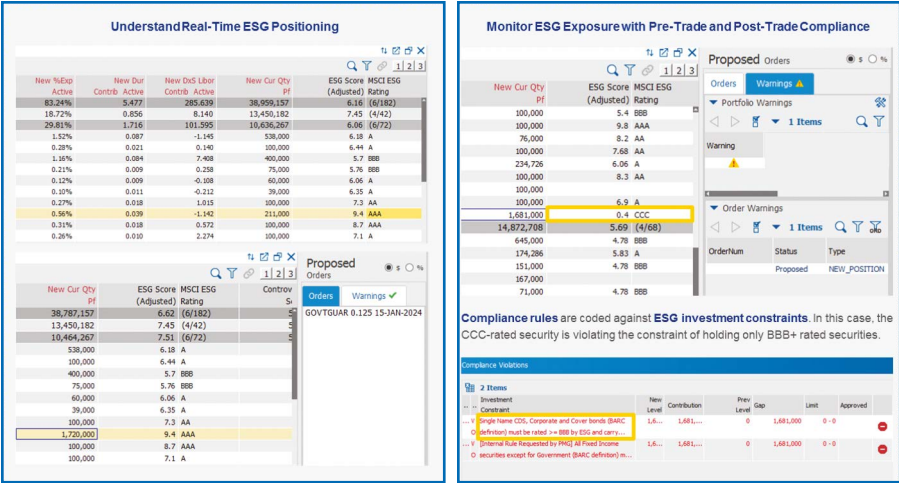 Understand Real-Time ESG Positioning
1 2 3
New %Exp New Dur New DxS Libor New Cur Qty ESG Score MSCI ESG
Active Contrib Active Contrib Active Pf (Adjusted) Rating
83.24% 5.477 285.639 38,959,157 6.16 (6/182)
18.72% 0.856 8.140 13,450,182 7.45 (4/42)
29.81% 1.716 101.595 10,636,267 6.06 (6/72)
1.52% 0.087 -1.145 538,000 6.18 A
0.28% 0.021 0.140 100,000 6.44 A
1.16% 0.084 7.408 400,000 5.7 BBB
0.21% 0.009 0.258 75,000 5.76 BBB
0.12% 0.009 -0.108 60,000 6.06 A
0.10% 0.011 -0.212 39,000 6.35 A
0.27% 0.018 1.015 100,000 7.3 AA
0.56% 0.039 -1.142 211,000 9.4 AAA
0.31% 0.018 0.572 100,000 8.7 AAA
0.26% 0.010 2.274 100,000 7.1 A
1 2 3
New Cur Qty ESG Score MSCI ESG Controv
Pf (Adjusted) Rating
38,787,157 6.62 (6/182)
13,450,182 7.45 (4/42)
10,464,267 7.51 (6/72)
538,000 6.18 A
100,000 6.44 A
400,000 5.7 BBB
75,000 5.76 BBB
60,000 6.06 A
39,000 6.35 A
100,000 7.3 AA
1,720,000 9.4 AAA
100,000 8.7 AAA
100,000 7.1 A
Proposed $ %
Orders
Orders Warnings
GOVTGUAR 0.125 15-JAN-2024
Monitor ESG Exposure with Pre-Trade and Post-Trade Compliance
1 2 3
New Cur Qty ESG Score MSCI ESG
Pf (Adjusted) Rating
100,000 5.4 BBB
100,000 9.8 AAA
76,000 8.2 AA
100,000 7.68 AA
234,726 6.06 A
100,000 8.3 AA
100,000
100,000 6.9 A
1,681,000 0.4 CCC
14,872,708 5.69 (4/68)
645,000 4.78 BBB
174,286 5.83 A
151,000 4.78 BBB
167,000
71,000 4.78 BBB
Proposed Orders $ %
Orders Warnings
Portfolio Warnings
1 Items
Warning
Order Warnings
1 Items
OrderNum Status Type
Proposed NEW_POSITION
Compliance rules are coded against ESG investment constraints. In this case, the
CCC-rated security is violating the constraint of holding only BBB+ rated securities.
Compliance Violations
2 Items
.. .. Investment New Contribution Prev Gap Limit Approved
Constraint Level Level
... V Single Name CDS, Corporate and Cover bonds (BARC 1,6... 1,681,... 0 1,681,000 0 - 0
O definition) must be rated >= BBB by ESG and carry...
... V [Internal Rule Requested by PMG] All Fixed Income 1,6... 1,681,... 0 1,681,000 0 - 0
O securities except for Government (BARC definition) m...